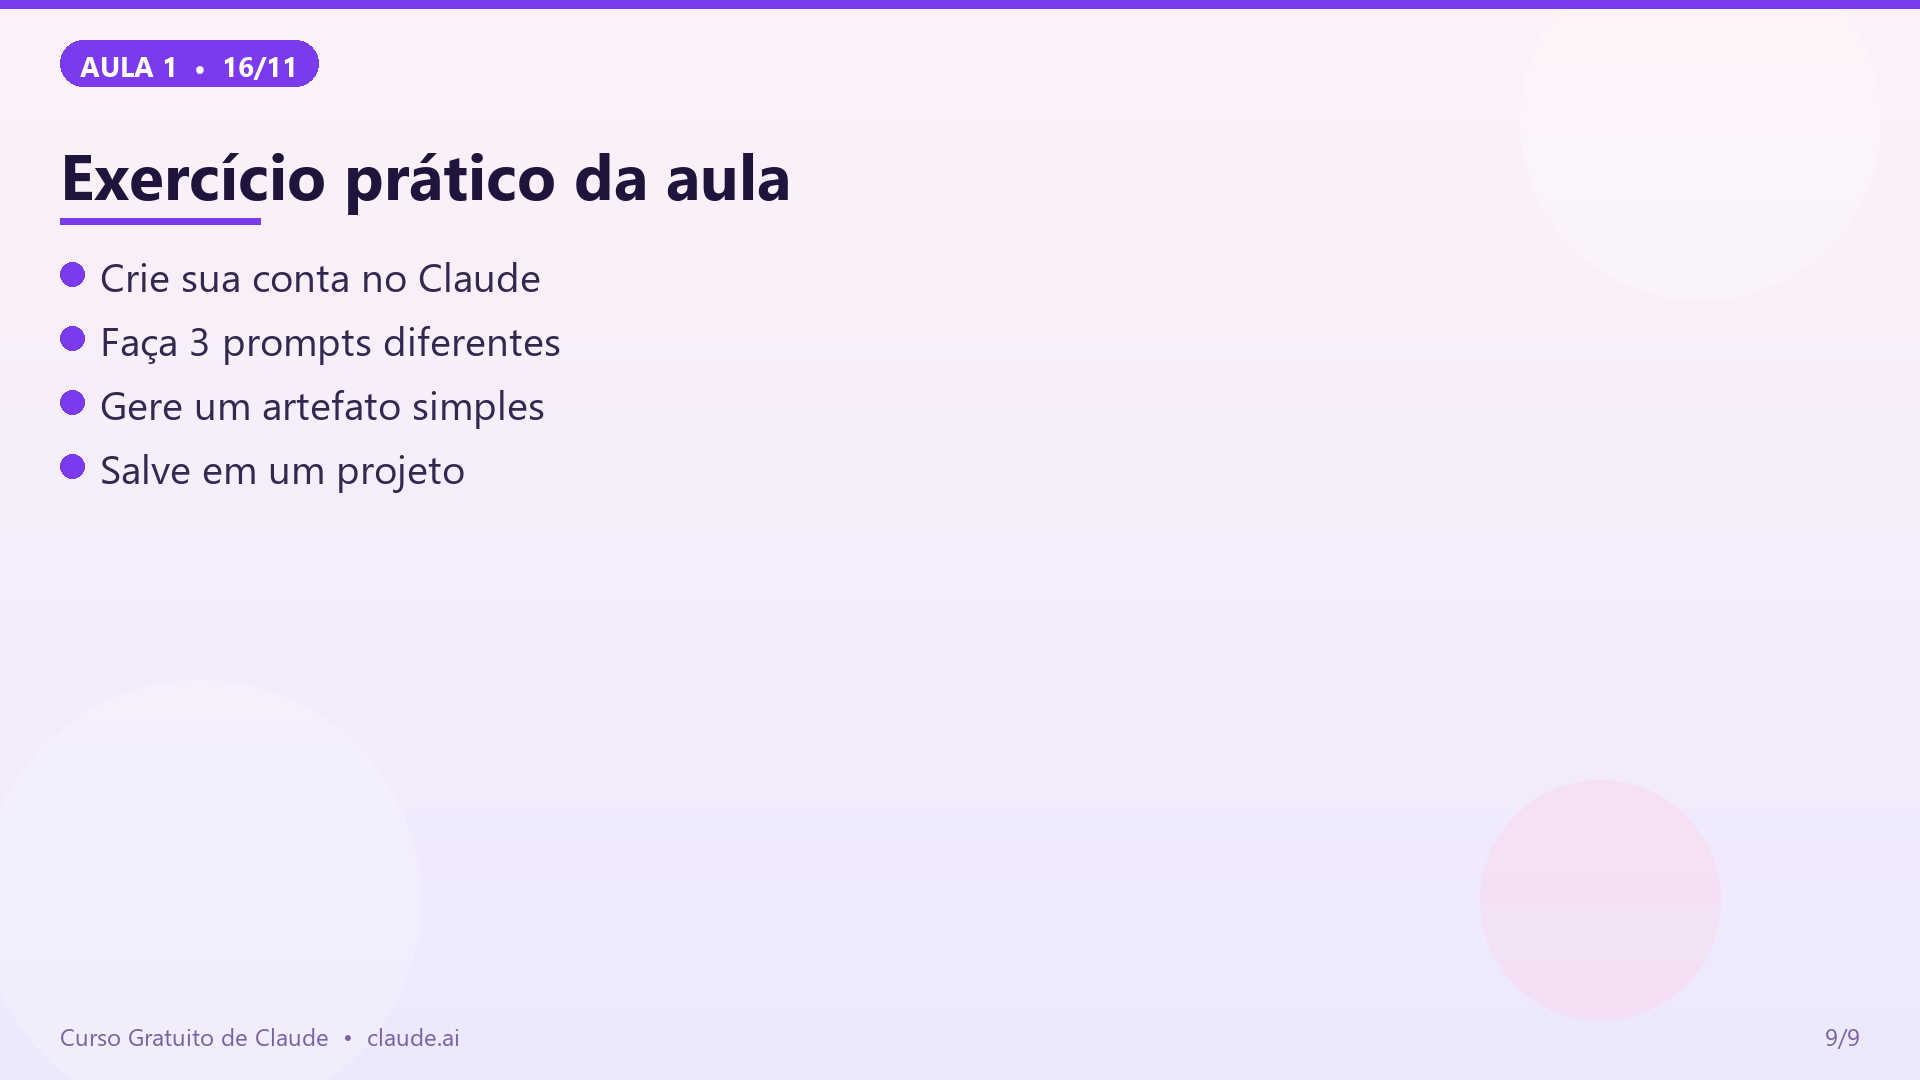 AULA 1 • 16/11
Exercício prático da aula
Crie sua conta no Claude
Faça 3 prompts diferentes
Gere um artefato simples
Salve em um projeto
Curso Gratuito de Claude • claude.ai
9/9